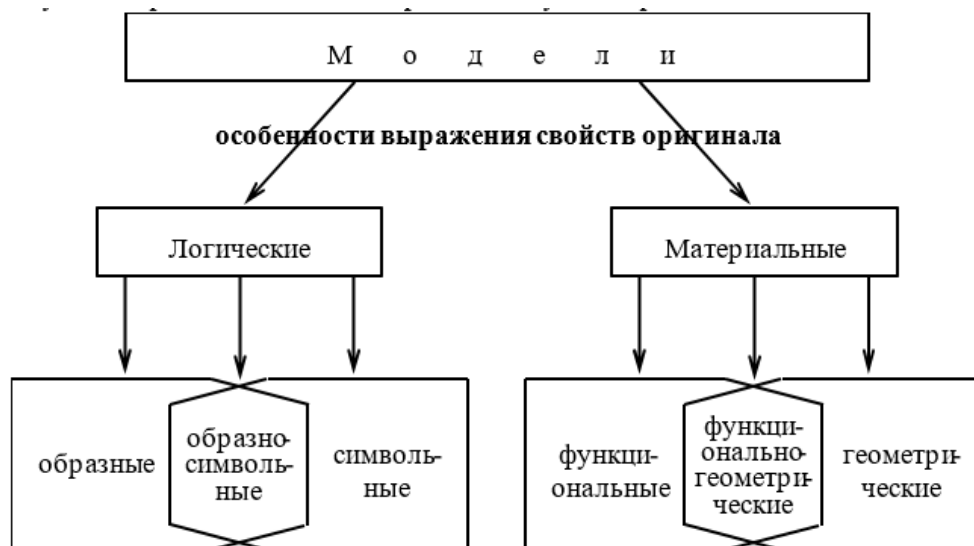 М о д е л и
особенности выражения свойств оригинала
Логические
Материальные
образные
образно-
символь-
ные
символь-
ные
функци-
ональные
функци-
онально-
геометри-
ческие
геометри-
ческие